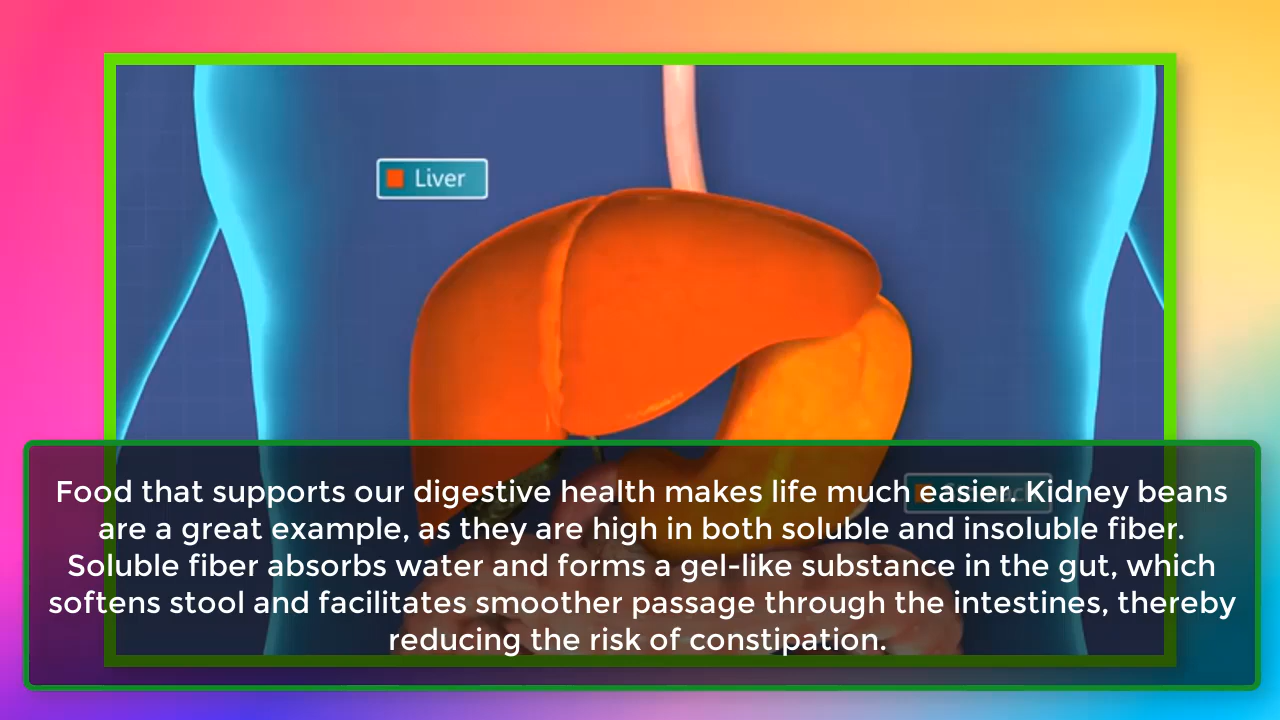 Liver
Food that supports our digestive health makes life much easier. Kidney beans
are a great example, as they are high in both soluble and insoluble fiber.
Soluble fiber absorbs water and forms a gel-like substance in the gut, which
softens stool and facilitates smoother passage through the intestines, thereby
reducing the risk of constipation.